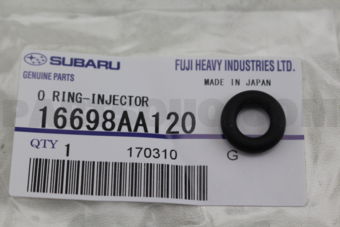 SUBARU
GENUINE PARTS
FUJI HEAVY INDUSTRIES LTD.
MADE IN JAPAN
O RING-INJECTOR
16698AA120
QTY 1 170310 G